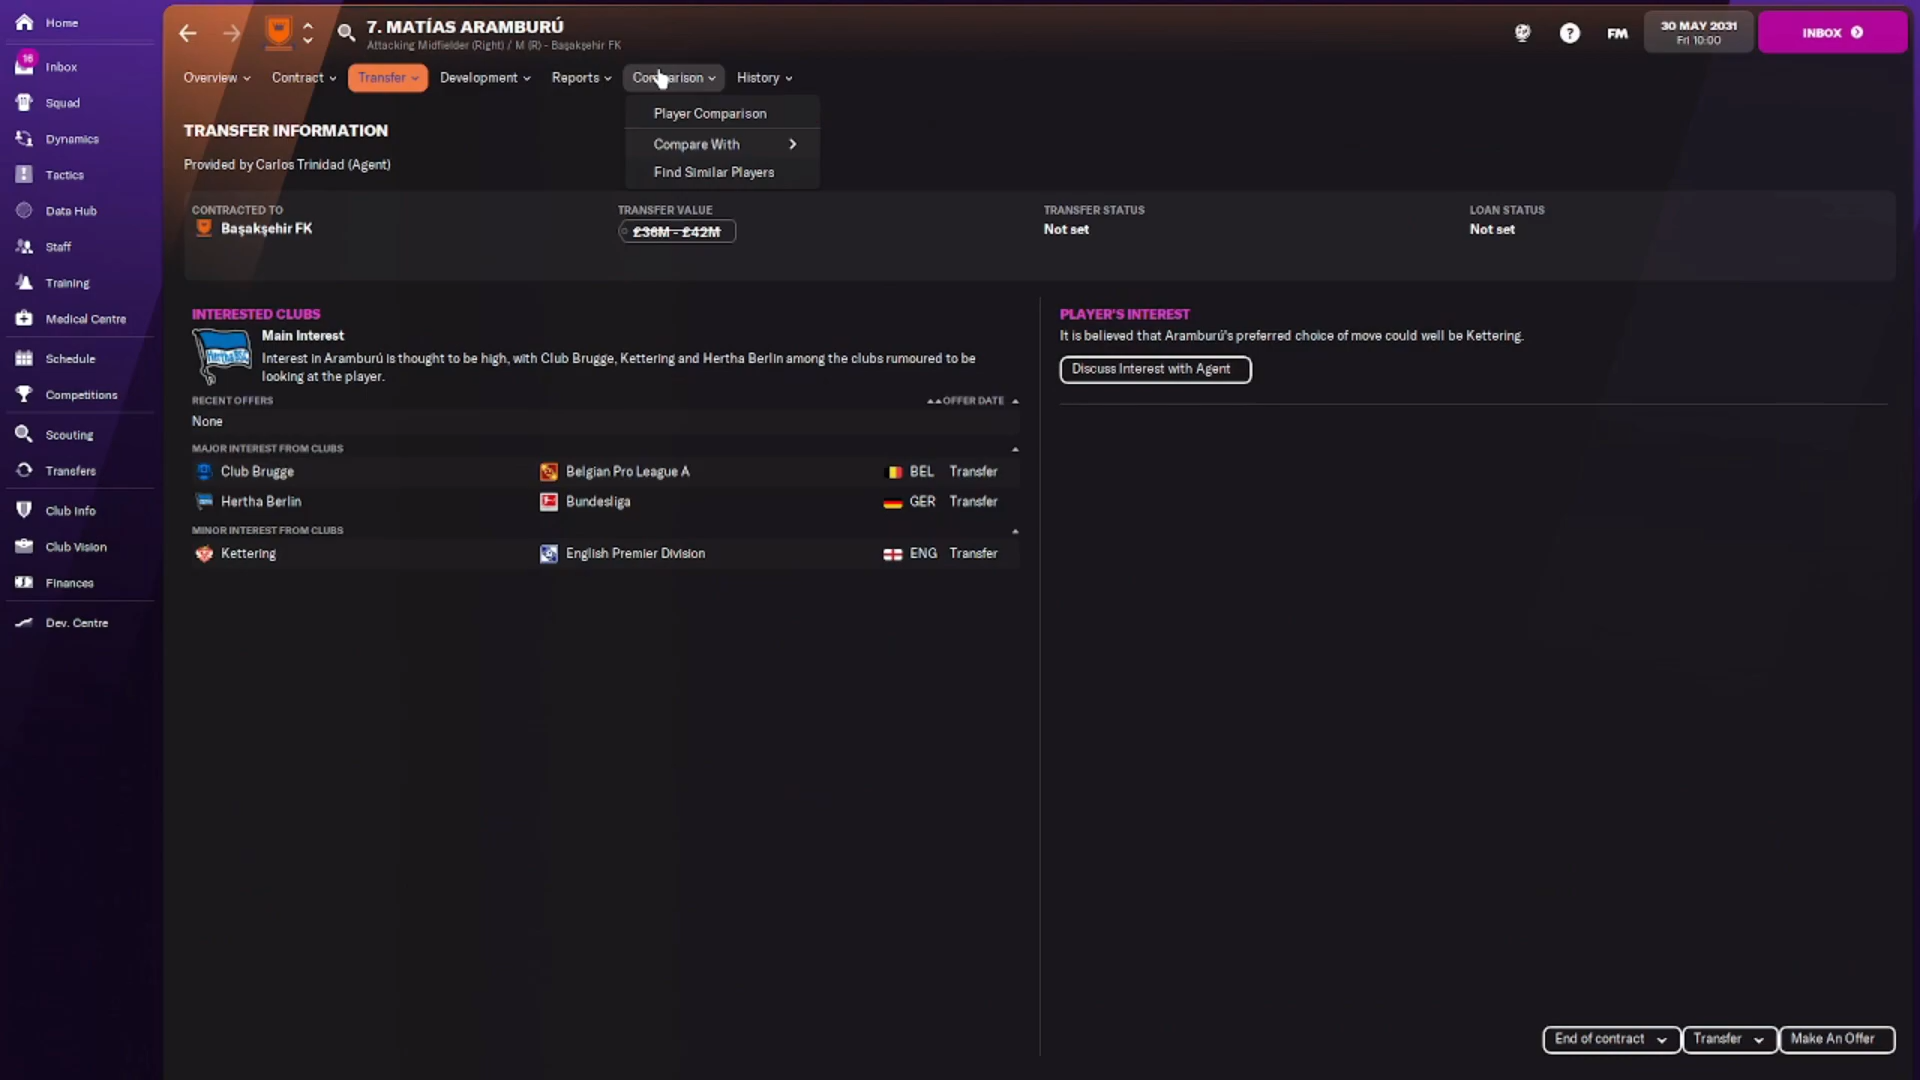 Home
16
Inbox
Squad
Dynamics
Tactics
Data Hub
Staff
Training
Medical Centre
Schedule
Competitions
Scouting
Transfers
Club Info
Club Vision
Finances
Dev. Centre
7. MATÍAS ARAMBURÚ
Attacking Midfielder (Right) / M (R) - Başakşehir FK
FM
30 MAY 2031
Fri 10:00
INBOX
Overview Contract Transfer Development Reports Comparison History
Player Comparison
Compare With
Find Similar Players
TRANSFER INFORMATION
Provided by Carlos Trinidad (Agent)
CONTRACTED TO TRANSFER VALUE TRANSFER STATUS LOAN STATUS
Başakşehir FK £36M - £42M Not set Not set
INTERESTED CLUBS
Main Interest
Interest in Aramburú is thought to be high, with Club Brugge, Kettering and Hertha Berlin among the clubs rumoured to be
looking at the player.
RECENT OFFERS OFFER DATE
None
MAJOR INTEREST FROM CLUBS
Club Brugge Belgian Pro League A BEL Transfer
Hertha Berlin Bundesliga GER Transfer
MINOR INTEREST FROM CLUBS
Kettering English Premier Division ENG Transfer
PLAYER'S INTEREST
It is believed that Aramburú's preferred choice of move could well be Kettering.
Discuss Interest with Agent
End of contract Transfer Make An Offer